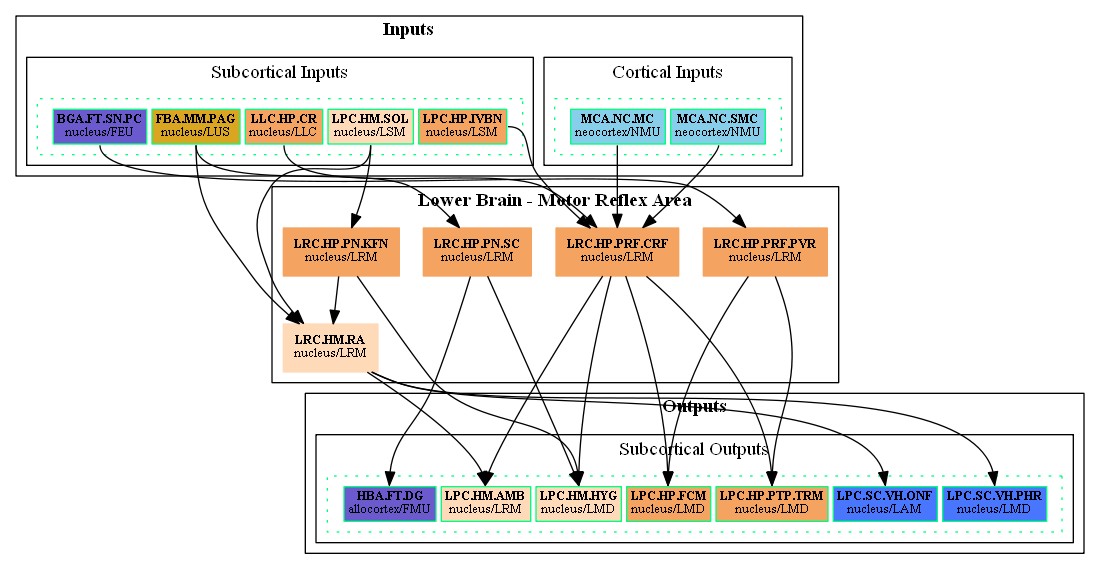 Inputs
Subcortical Inputs
Cortical Inputs
BGA.FT.SN.PC
nucleus/FEU
FBA.MM.PAG
nucleus/LUS
LLC.HP.CR
nucleus/LLC
LPC.HM.SOL
nucleus/LSM
LPC.HP.IVBN
nucleus/LSM
MCA.NC.MC
neocortex/NMU
MCA.NC.SMC
neocortex/NMU
Lower Brain - Motor Reflex Area
LRC.HP.PN.KFN
nucleus/LRM
LRC.HP.PN.SC
nucleus/LRM
LRC.HP.PRF.CRF
nucleus/LRM
LRC.HP.PRF.PVR
nucleus/LRM
LRC.HM.RA
nucleus/LRM
Outputs
Subcortical Outputs
HBA.FT.DG
allocortex/FMU
LPC.HM.AMB
nucleus/LRM
LPC.HM.HYG
nucleus/LMD
LPC.HP.FCM
nucleus/LMD
LPC.HP.PTP.TRM
nucleus/LMD
LPC.SC.VH.ONF
nucleus/LAM
LPC.SC.VH.PHR
nucleus/LMD